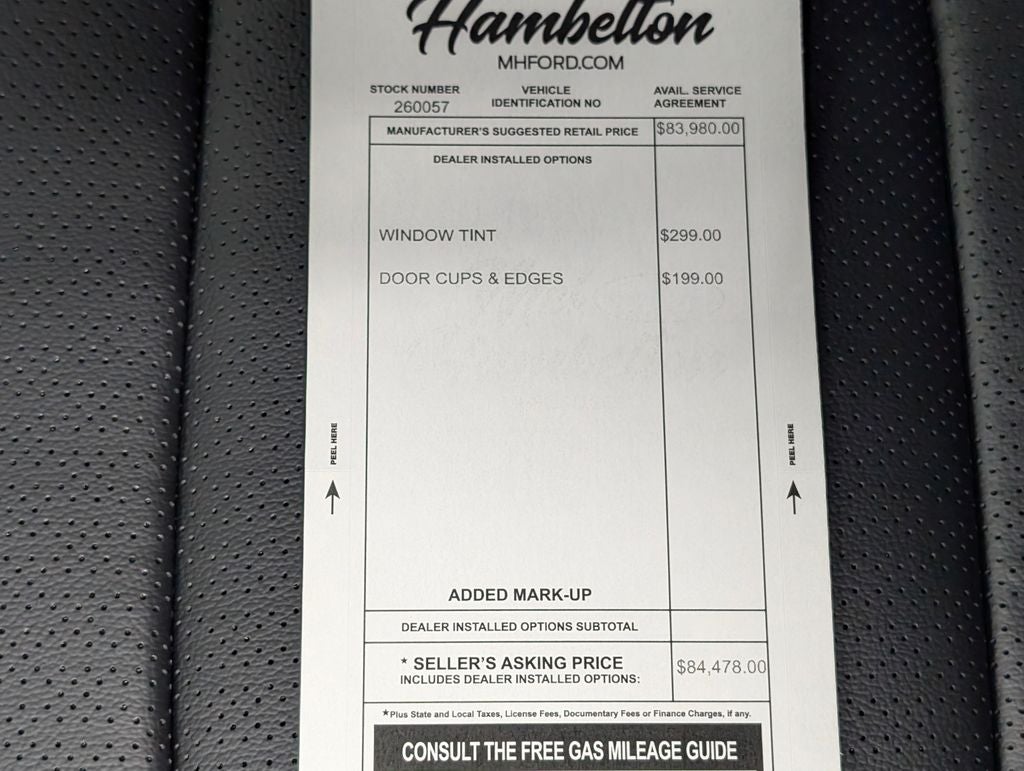 Hambelton
MHFORD.COM
STOCK NUMBER
260057
VEHICLE
IDENTIFICATION NO
AVAIL. SERVICE
AGREEMENT
MANUFACTURER'S SUGGESTED RETAIL PRICE $83,980.00
DEALER INSTALLED OPTIONS
WINDOW TINT $299.00
DOOR CUPS & EDGES $199.00
PEEL HERE
PEEL HERE
ADDED MARK-UP
DEALER INSTALLED OPTIONS SUBTOTAL
* SELLER'S ASKING PRICE $84,478.00
INCLUDES DEALER INSTALLED OPTIONS:
*Plus State and Local Taxes, License Fees, Documentary Fees or Finance Charges, if any.
CONSULT THE FREE GAS MILEAGE GUIDE